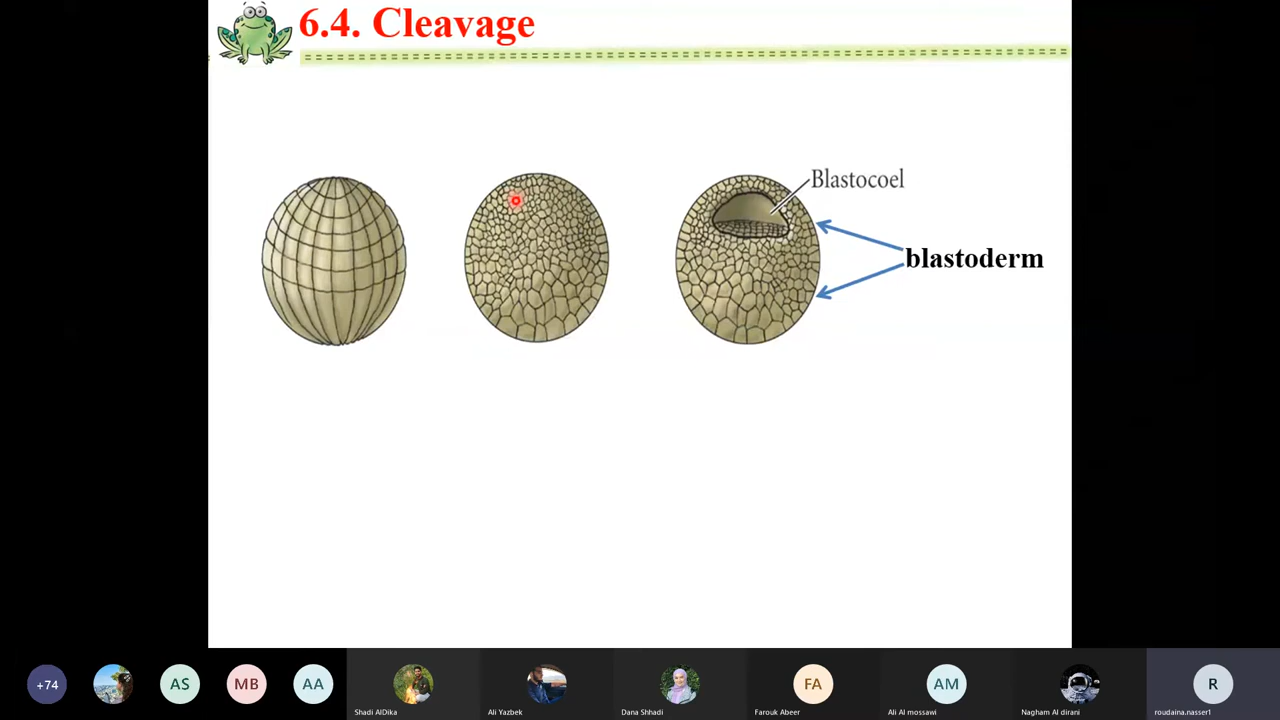 6.4. Cleavage
Blastocoel
blastoderm
+74
AS
MB
AA
FA
AM
R
Shadi AlDika
Ali Yazbek
Dana Shhadi
Farouk Abeer
Ali Al mossawi
Nagham Al dirani
roudaina.nasser1